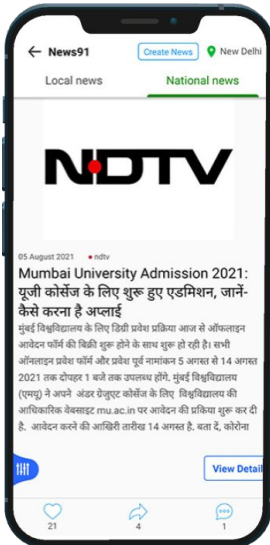 News91
Create News
New Delhi
Local news
National news
NDTV
05 August 2021 • ndtv
Mumbai University Admission 2021:
यूजी कोर्सेज के लिए शुरू हुए एडमिशन, जानें-
कैसे करना है अप्लाई
मुंबई विश्वविद्यालय के लिए डिग्री प्रवेश प्रक्रिया आज से ऑफलाइन
आवेदन फॉर्म की बिक्री शुरू होने के साथ शुरू हो रही है। सभी
ऑनलाइन प्रवेश फॉर्म और प्रवेश पूर्व नामांकन 5 अगस्त से 14 अगस्त
2021 तक दोपहर 1 बजे तक उपलब्ध होंगे. मुंबई विश्वविद्यालय
(एमयू) ने अपने अंडर ग्रेजुएट कोर्सेज के लिए विश्वविद्यालय की
आधिकारिक वेबसाइट mu.ac.in पर आवेदन की प्रकिया शुरू कर दी
है. आवेदन करने की आखिरी तारीख 14 अगस्त है. बता दें, कोरोना
View Detail
21
4
1